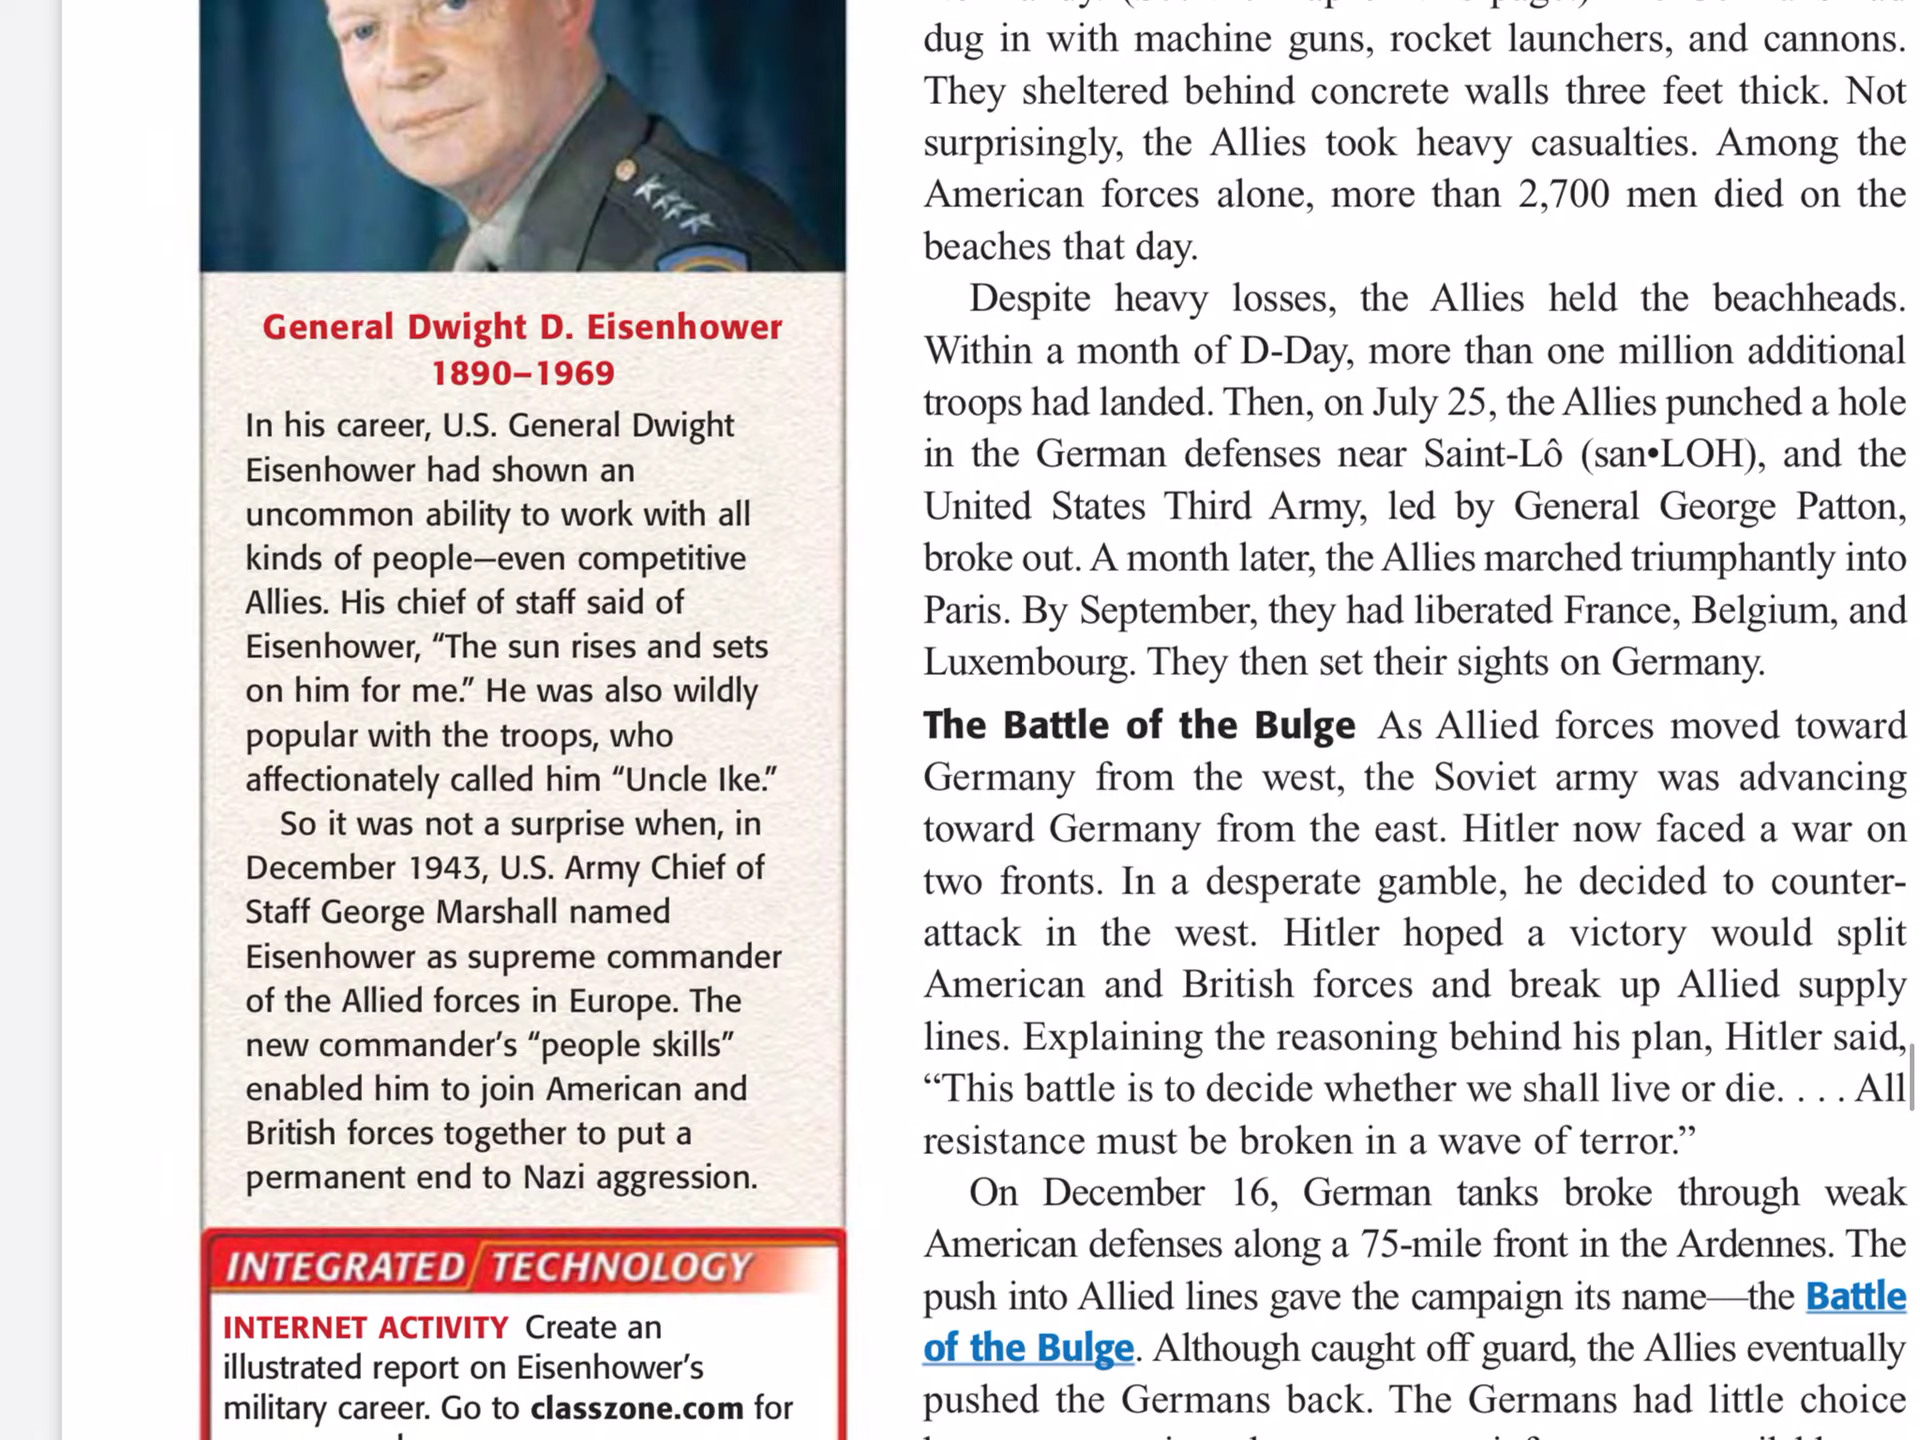 General Dwight D. Eisenhower
1890–1969
In his career, U.S. General Dwight
Eisenhower had shown an
uncommon ability to work with all
kinds of people—even competitive
Allies. His chief of staff said of
Eisenhower, “The sun rises and sets
on him for me.” He was also wildly
popular with the troops, who
affectionately called him “Uncle Ike.”
So it was not a surprise when, in
December 1943, U.S. Army Chief of
Staff George Marshall named
Eisenhower as supreme commander
of the Allied forces in Europe. The
new commander’s “people skills”
enabled him to join American and
British forces together to put a
permanent end to Nazi aggression.
INTEGRATED / TECHNOLOGY
INTERNET ACTIVITY Create an
illustrated report on Eisenhower’s
military career. Go to classzone.com for
dug in with machine guns, rocket launchers, and cannons.
They sheltered behind concrete walls three feet thick. Not
surprisingly, the Allies took heavy casualties. Among the
American forces alone, more than 2,700 men died on the
beaches that day.
Despite heavy losses, the Allies held the beachheads.
Within a month of D-Day, more than one million additional
troops had landed. Then, on July 25, the Allies punched a hole
in the German defenses near Saint-Lô (san•LOH), and the
United States Third Army, led by General George Patton,
broke out. A month later, the Allies marched triumphantly into
Paris. By September, they had liberated France, Belgium, and
Luxembourg. They then set their sights on Germany.
The Battle of the Bulge As Allied forces moved toward
Germany from the west, the Soviet army was advancing
toward Germany from the east. Hitler now faced a war on
two fronts. In a desperate gamble, he decided to counter-
attack in the west. Hitler hoped a victory would split
American and British forces and break up Allied supply
lines. Explaining the reasoning behind his plan, Hitler said,
“This battle is to decide whether we shall live or die. . . . All
resistance must be broken in a wave of terror.”
On December 16, German tanks broke through weak
American defenses along a 75-mile front in the Ardennes. The
push into Allied lines gave the campaign its name—the Battle
of the Bulge. Although caught off guard, the Allies eventually
pushed the Germans back. The Germans had little choice